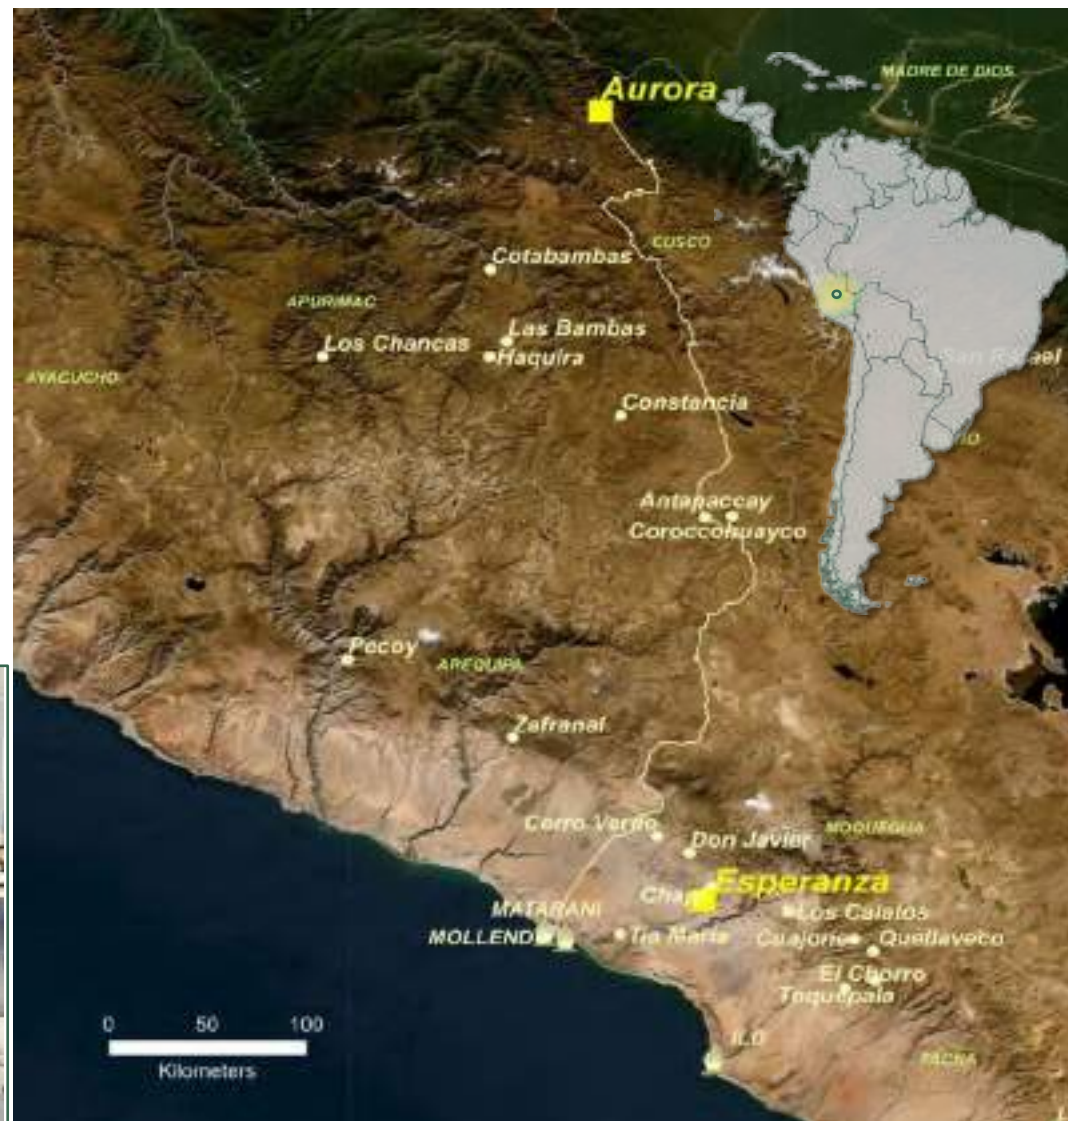 Aurora
MADRE DE DIOS
CUSCO
Cotabambas
APURIMAC
Las Bambas
Los Chancas
Haquira
AYACUCHO
Constancia
Antapaccay
Coroccohuayco
Pecoy
AREQUIPA
Zafranal
Cerro Verde
Don Javier
MOQUEGUA
Esperanza
MATARANI
Los Calatos
MOLLEND
Tia Maria
Cuajone
Quellaveco
El Chorro
Toquepala
0 50 100
ILO
TACNA
Kilometers